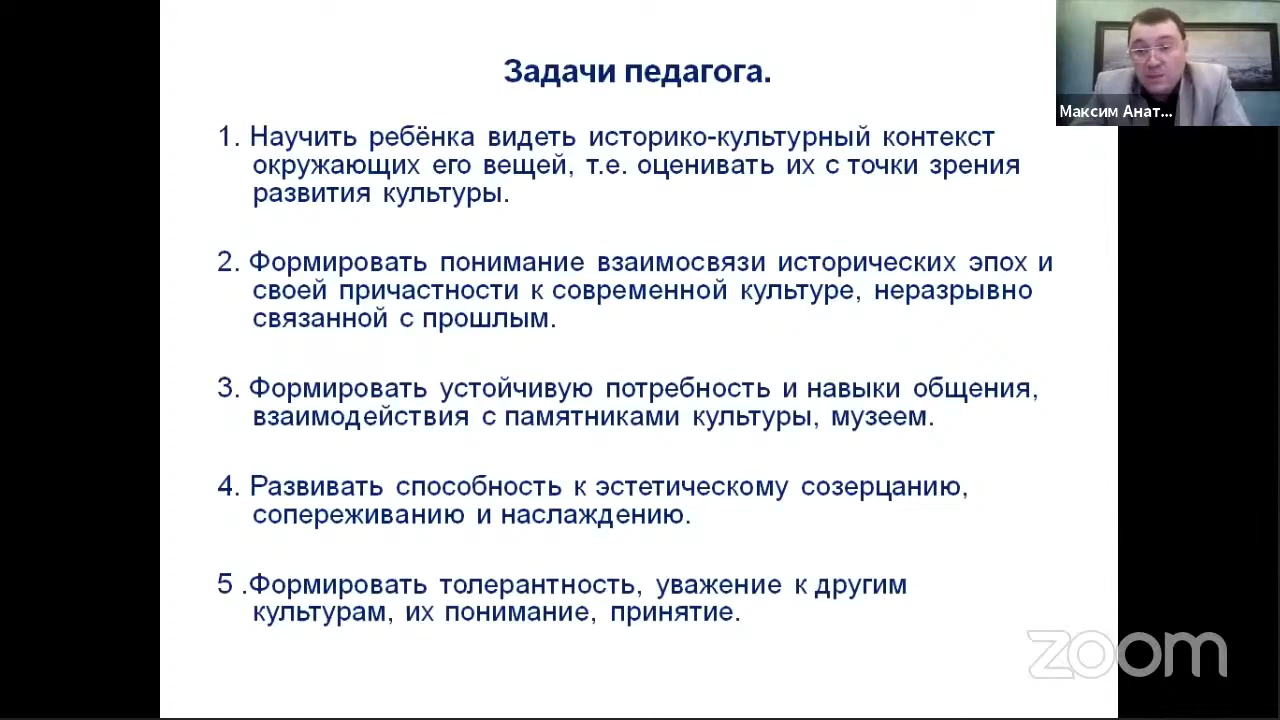 Задачи педагога.
1. Научить ребёнка видеть историко-культурный контекст
окружающих его вещей, т.е. оценивать их с точки зрения
развития культуры.
2. Формировать понимание взаимосвязи исторических эпох и
своей причастности к современной культуре, неразрывно
связанной с прошлым.
3. Формировать устойчивую потребность и навыки общения,
взаимодействия с памятниками культуры, музеем.
4. Развивать способность к эстетическому созерцанию,
сопереживанию и наслаждению.
5 .Формировать толерантность, уважение к другим
культурам, их понимание, принятие.
Максим Анат...
zoom